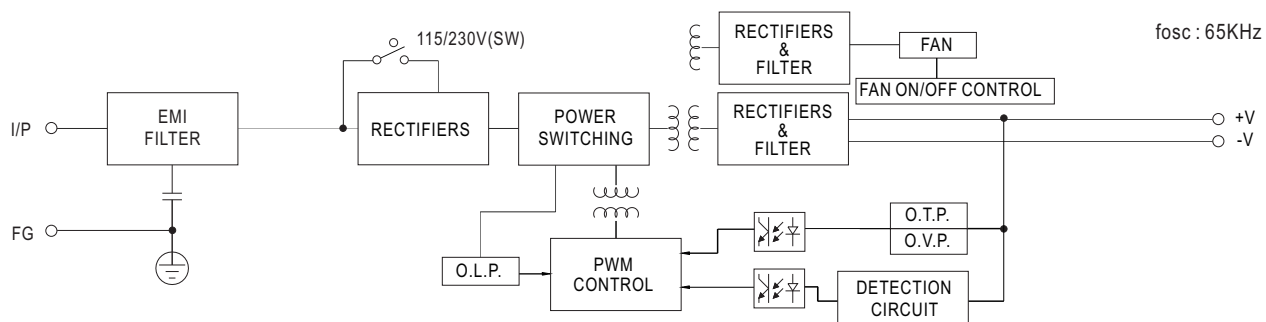 115/230V(SW)
RECTIFIERS
&
FILTER
FAN
fosc : 65KHz
FAN ON/OFF CONTROL
I/P
EMI
FILTER
RECTIFIERS
POWER
SWITCHING
RECTIFIERS
&
FILTER
+V
-V
FG
O.L.P.
PWM
CONTROL
O.T.P.
O.V.P.
DETECTION
CIRCUIT